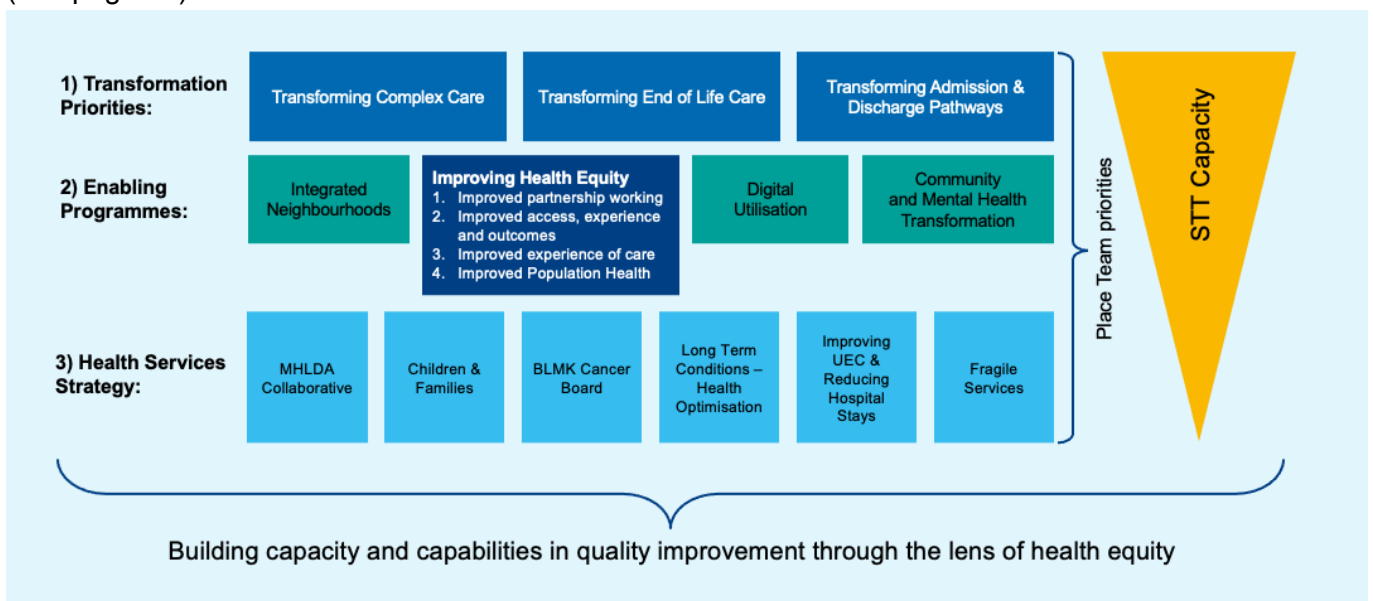 1) Transformation
Priorities:
Transforming Complex Care
Transforming End of Life Care
Transforming Admission &
Discharge Pathways
2) Enabling
Programmes:
Integrated
Neighbourhoods
Improving Health Equity
1. Improved partnership working
2. Improved access, experience
and outcomes
3. Improved experience of care
4. Improved Population Health
Digital
Utilisation
Community
and Mental Health
Transformation
3) Health Services
Strategy:
MHLDA
Collaborative
Children &
Families
BLMK Cancer
Board
Long Term
Conditions –
Health
Optimisation
Improving
UEC &
Reducing
Hospital
Stays
Fragile
Services
Place Team priorities
STT Capacity
Building capacity and capabilities in quality improvement through the lens of health equity